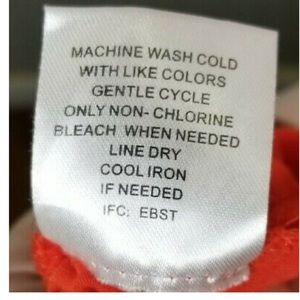 MACHINE WASH COLD
WITH LIKE COLORS
GENTLE CYCLE
ONLY NON- CHLORINE
BLEACH WHEN NEEDED
LINE DRY
COOL IRON
IF NEEDED
IFC: EBST